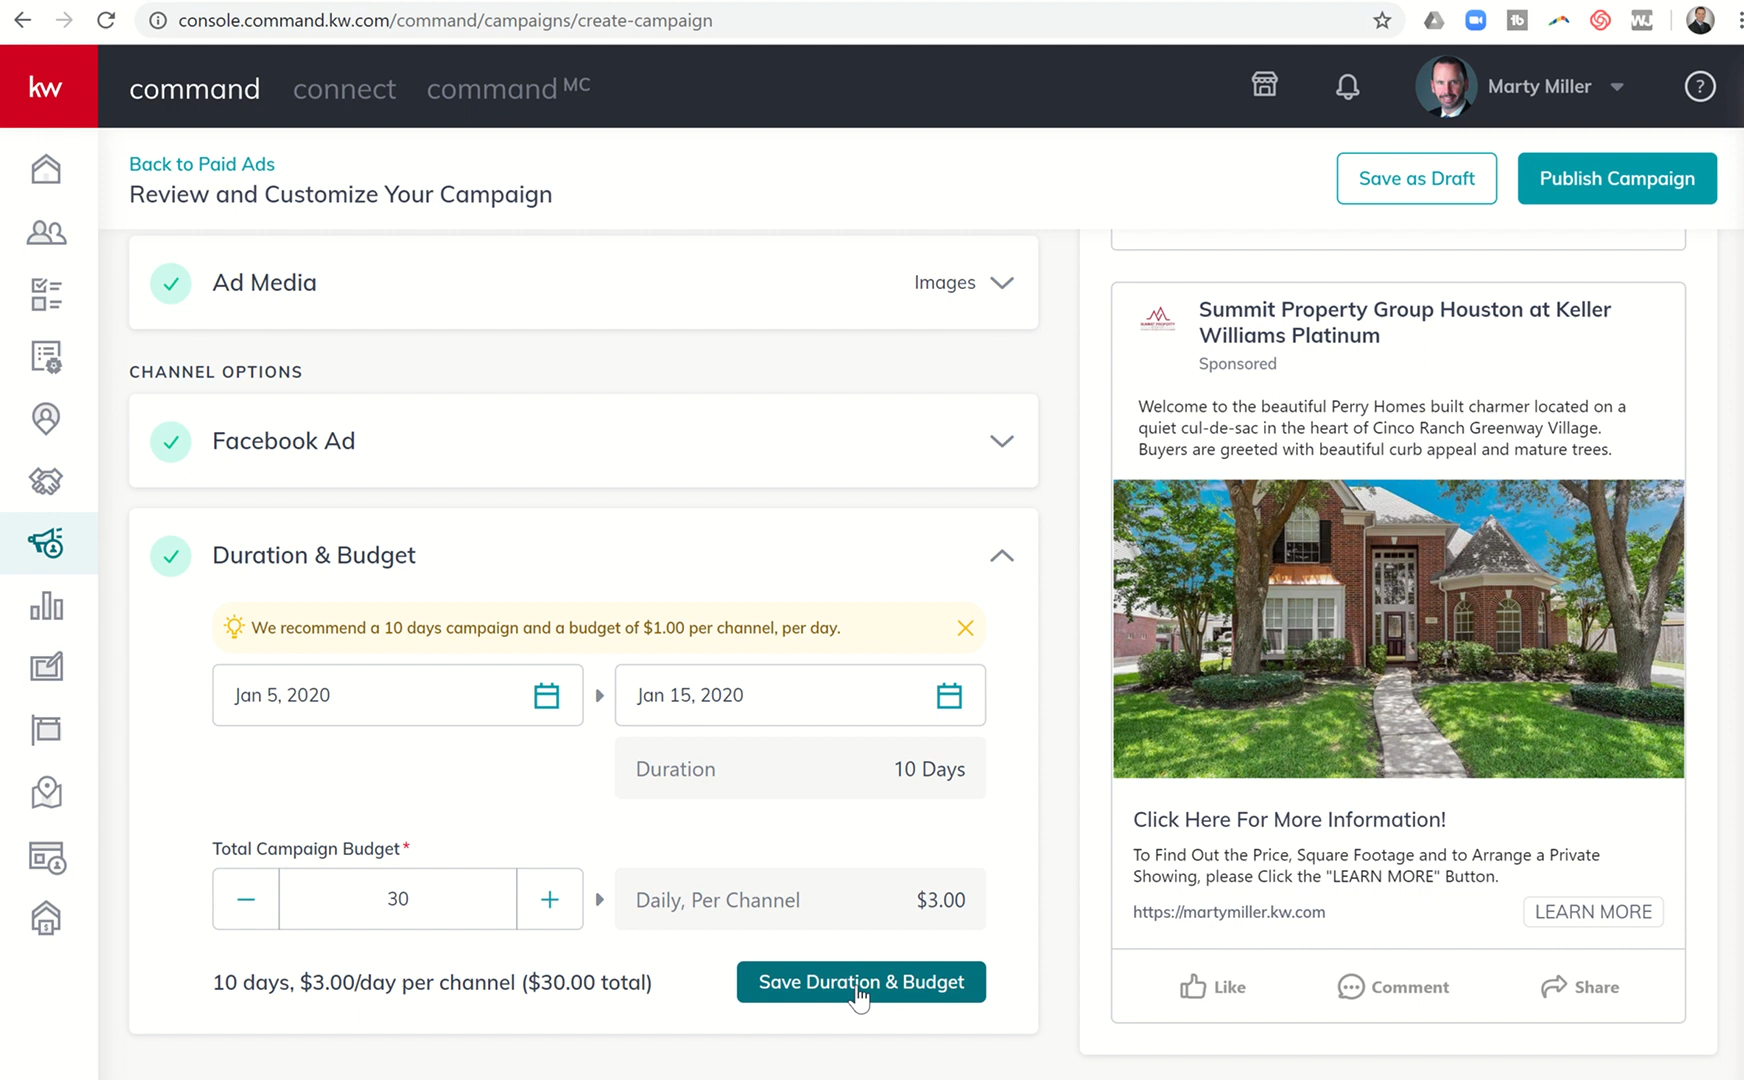 console.command.kw.com/command/campaigns/create-campaign
kw
command connect command MC
Marty Miller
Back to Paid Ads
Review and Customize Your Campaign
Save as Draft
Publish Campaign
Ad Media
Images
CHANNEL OPTIONS
Facebook Ad
Duration & Budget
We recommend a 10 days campaign and a budget of $1.00 per channel, per day.
Jan 5, 2020
Jan 15, 2020
Duration 10 Days
Total Campaign Budget*
30
Daily, Per Channel $3.00
10 days, $3.00/day per channel ($30.00 total)
Save Duration & Budget
SUMMIT PROPERTY
Summit Property Group Houston at Keller
Williams Platinum
Sponsored
Welcome to the beautiful Perry Homes built charmer located on a
quiet cul-de-sac in the heart of Cinco Ranch Greenway Village.
Buyers are greeted with beautiful curb appeal and mature trees.
Click Here For More Information!
To Find Out the Price, Square Footage and to Arrange a Private
Showing, please Click the "LEARN MORE" Button.
https://martymiller.kw.com
LEARN MORE
Like
Comment
Share